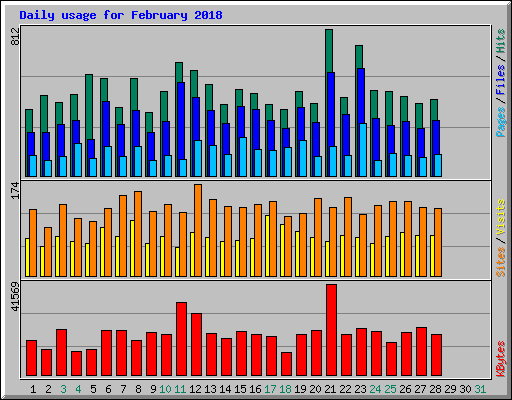 Daily usage for February 2018
812
Pages / Files / Hits
174
Sites / Visits
41569
KBytes
1 2 3 4 5 6 7 8 9 10 11 12 13 14 15 16 17 18 19 20 21 22 23 24 25 26 27 28 29 30 31